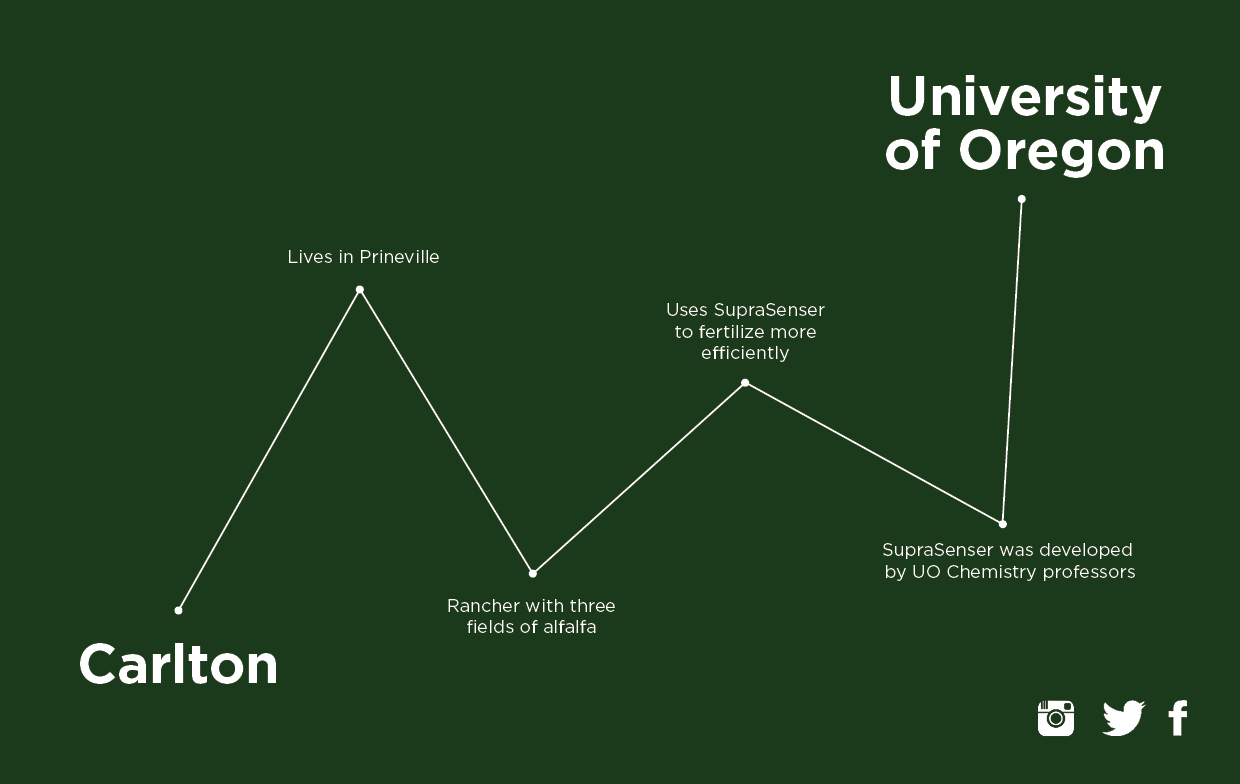 University
of Oregon
Lives in Prineville
Uses SupraSenser
to fertilize more
efficiently
SupraSenser was developed
by UO Chemistry professors
Rancher with three
fields of alfalfa
Carlton